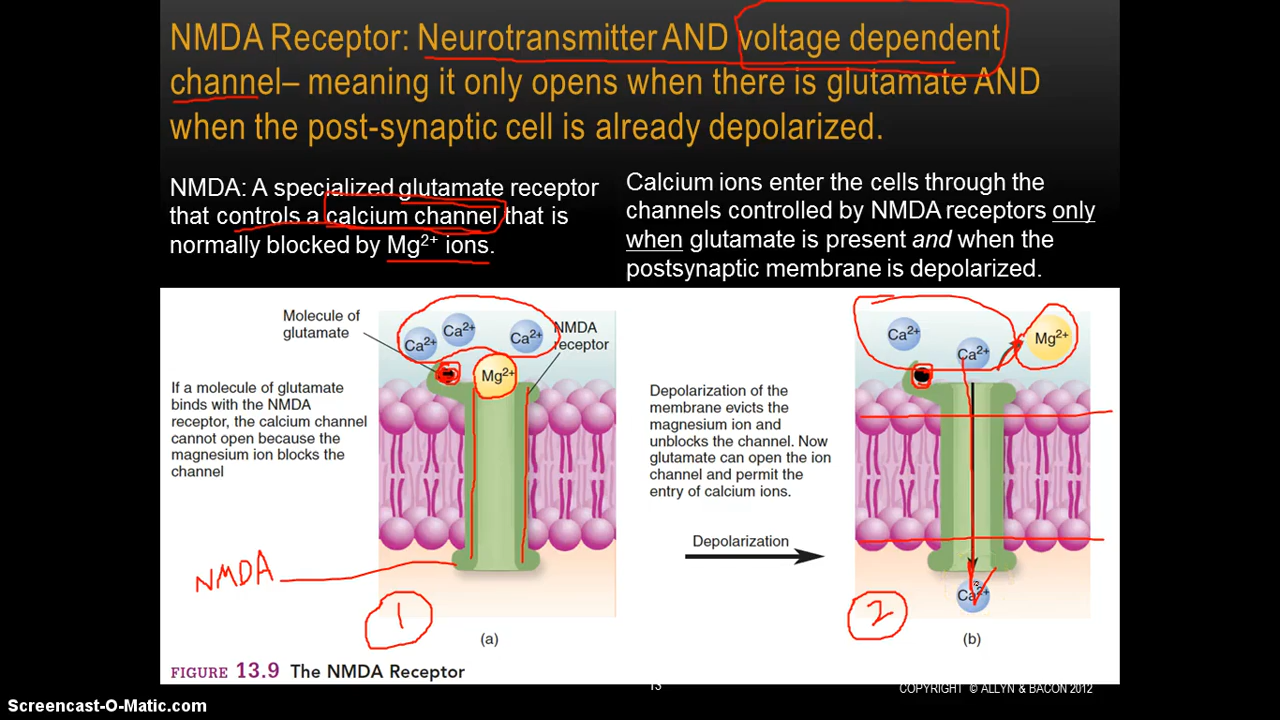 NMDA Receptor: Neurotransmitter AND voltage dependent
channel– meaning it only opens when there is glutamate AND
when the post-synaptic cell is already depolarized.
NMDA: A specialized glutamate receptor
that controls a calcium channel that is
normally blocked by Mg²⁺ ions.
Calcium ions enter the cells through the
channels controlled by NMDA receptors only
when glutamate is present and when the
postsynaptic membrane is depolarized.
Molecule of
glutamate
Ca²⁺
Ca²⁺
Ca²⁺
NMDA
receptor
Mg²⁺
If a molecule of glutamate
binds with the NMDA
receptor, the calcium channel
cannot open because the
magnesium ion blocks the
channel
NMDA
1
(a)
Depolarization of the
membrane evicts the
magnesium ion and
unblocks the channel. Now
glutamate can open the ion
channel and permit the
entry of calcium ions.
Depolarization
Ca²⁺
Ca²⁺
Mg²⁺
Ca²⁺
2
(b)
FIGURE 13.9 The NMDA Receptor
13
COPYRIGHT © ALLYN & BACON 2012
Screencast-O-Matic.com